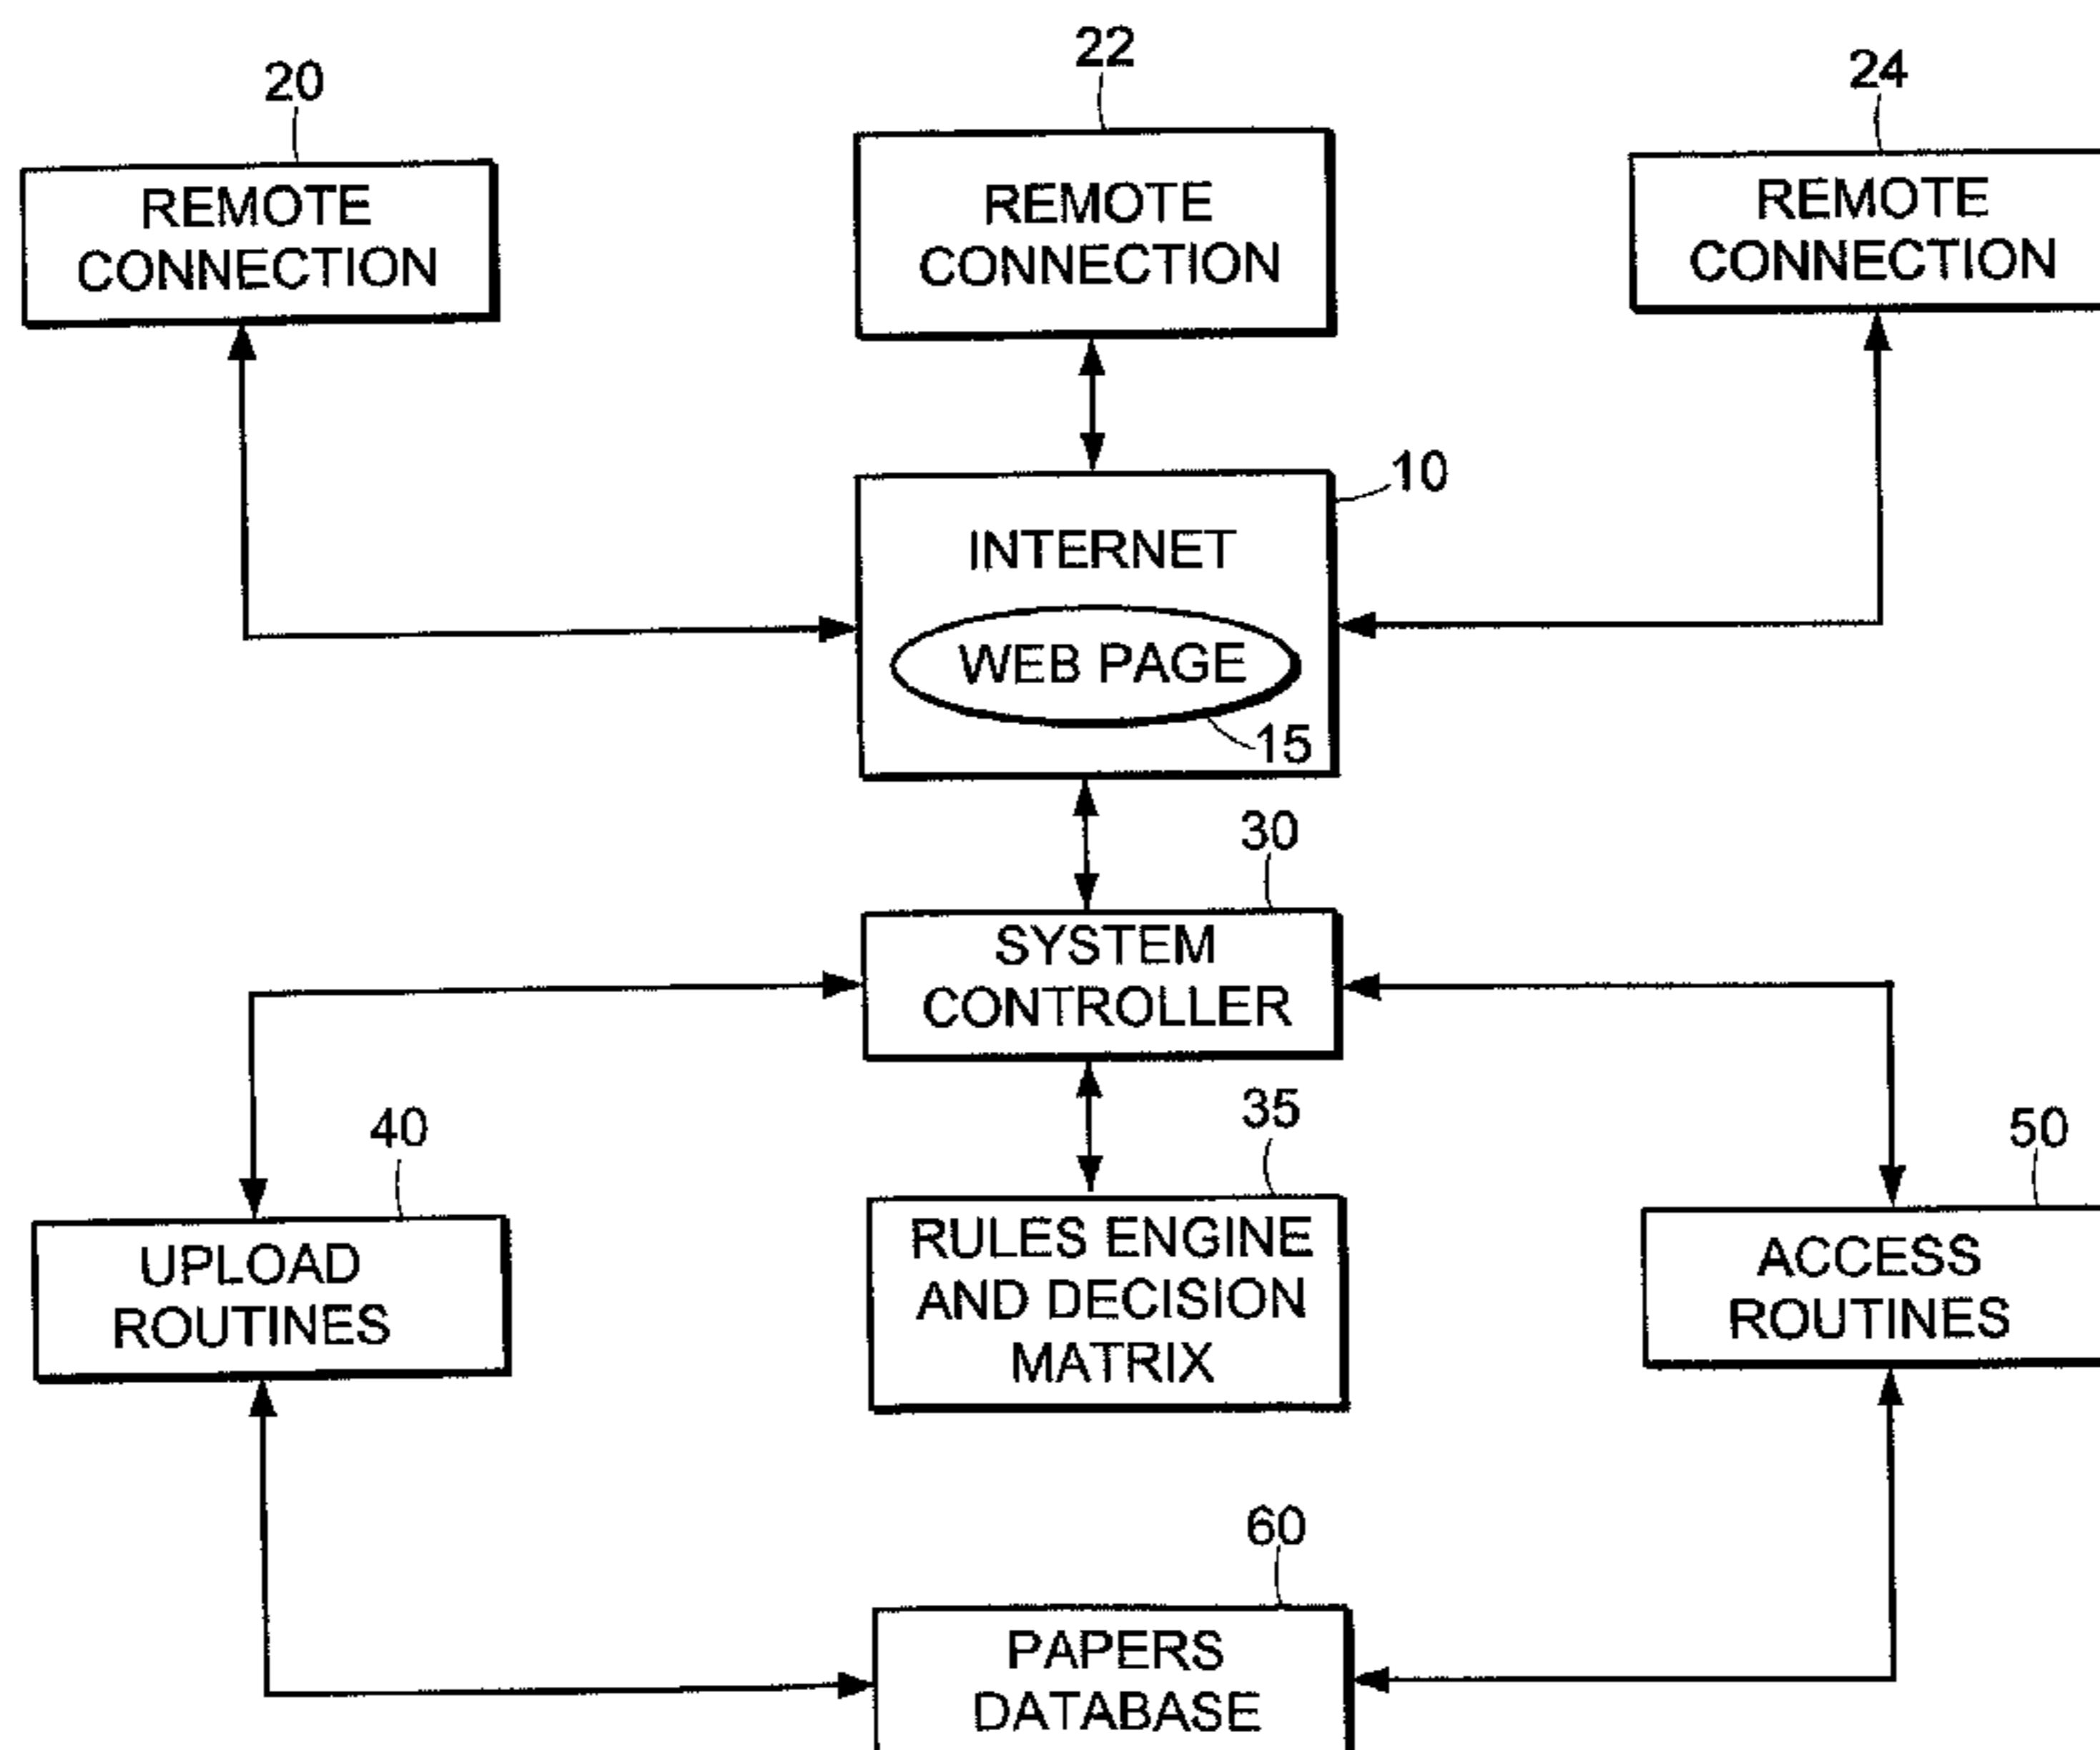 20
22
24
REMOTE
CONNECTION
REMOTE
CONNECTION
REMOTE
CONNECTION
10
INTERNET
WEB PAGE
15
30
SYSTEM
CONTROLLER
40
35
50
UPLOAD
ROUTINES
RULES ENGINE
AND DECISION
MATRIX
ACCESS
ROUTINES
60
PAPERS
DATABASE